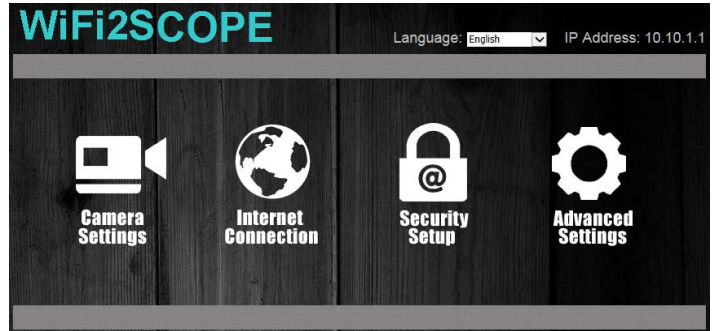 WiFi2SCOPE
Language: English IP Address: 10.10.1.1
@
Camera
Settings
Internet
Connection
Security
Setup
Advanced
Settings